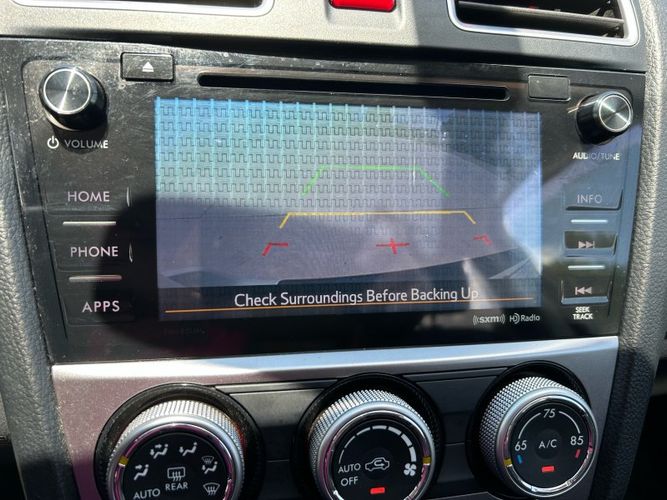 VOLUME
AUDIO/TUNE
HOME
INFO
PHONE
APPS
SEEK
TRACK
Check Surroundings Before Backing Up
((SXM)) HD Radio
AUTO
REAR
AUTO
OFF
65
75
85
A/C